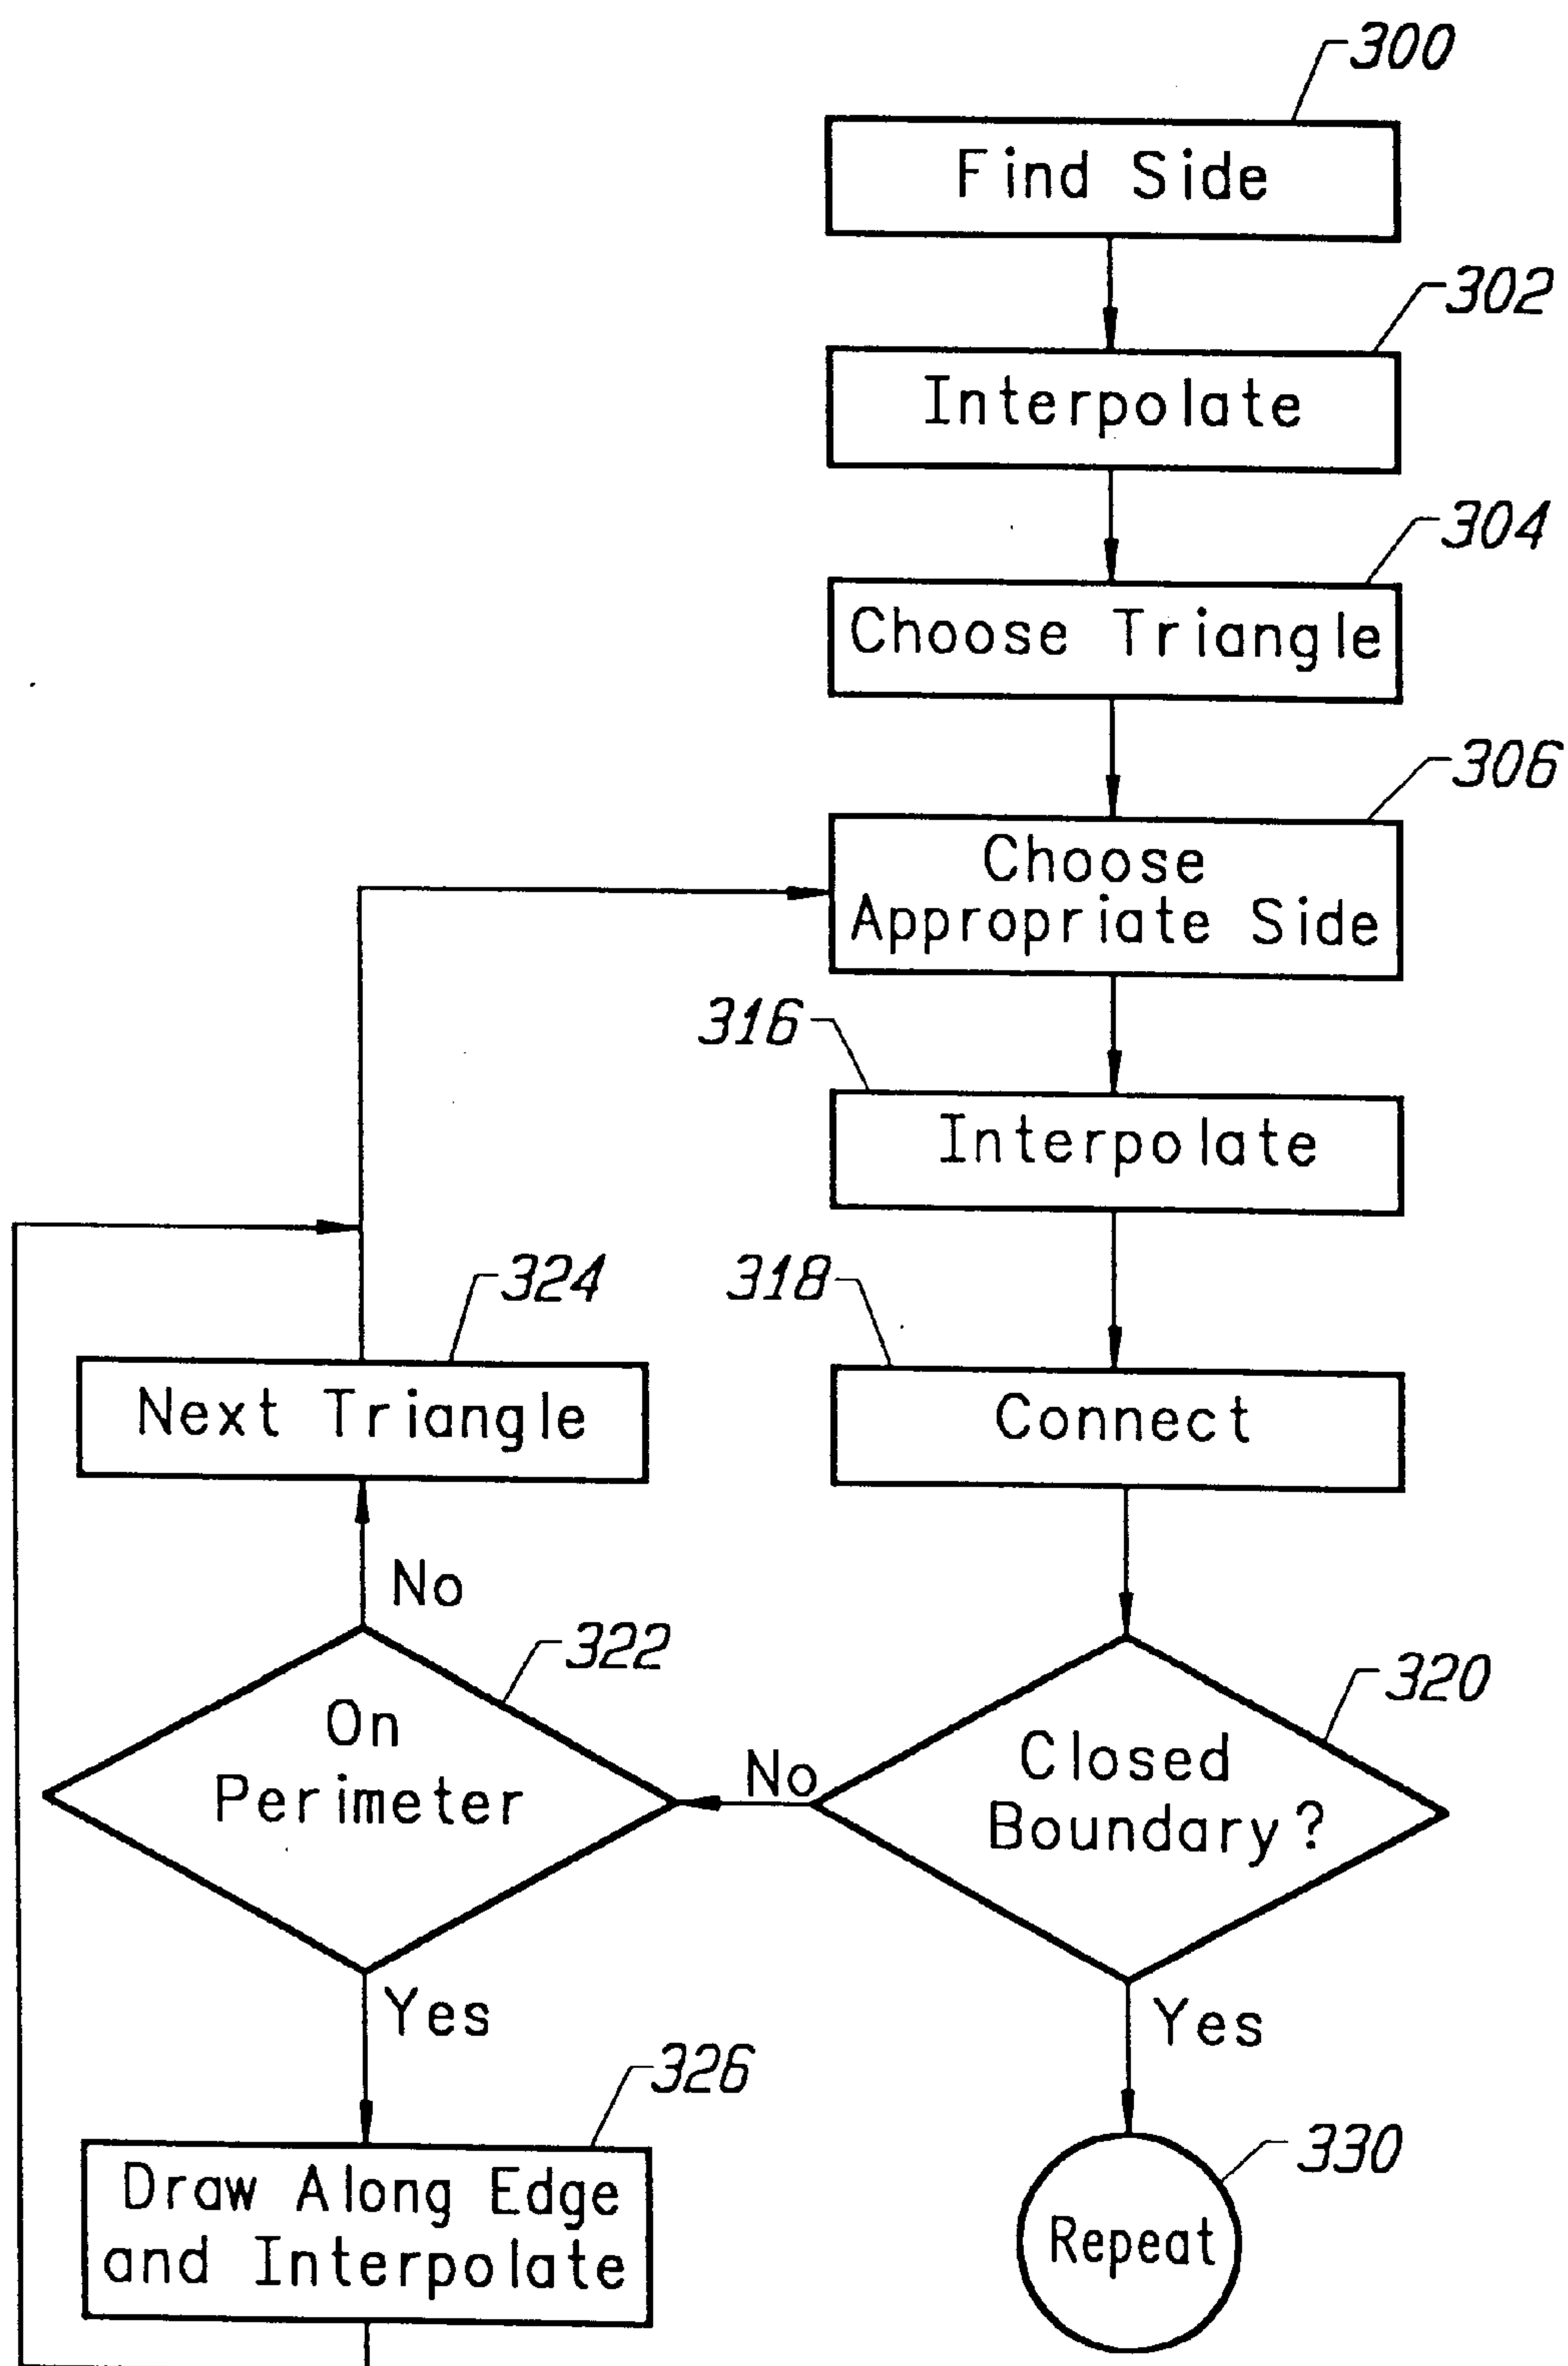 300
Find Side
302
Interpolate
304
Choose Triangle
306
Choose
Appropriate Side
316
Interpolate
318
Connect
324
Next Triangle
No
322
On
Perimeter
No
320
Closed
Boundary?
Yes
326
Draw Along Edge
and Interpolate
Yes
330
Repeat